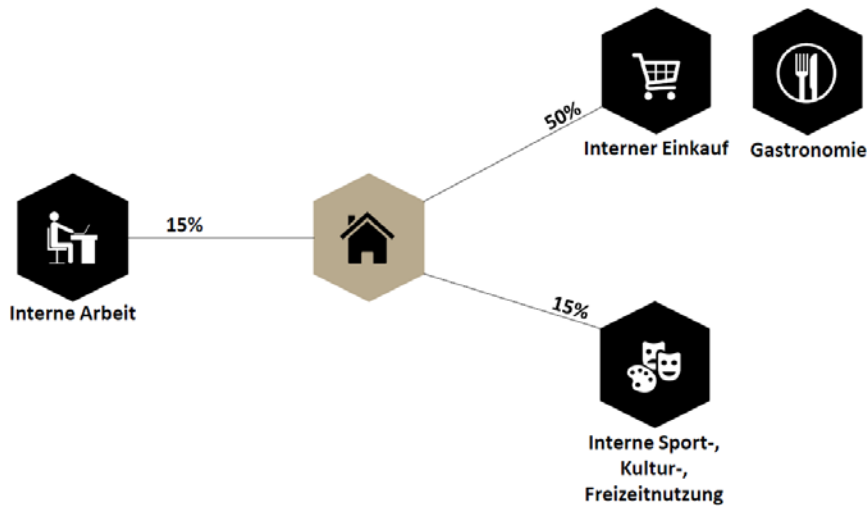 50%
Interner Einkauf
Gastronomie
15%
Interne Arbeit
15%
Interne Sport-,
Kultur-,
Freizeitnutzung